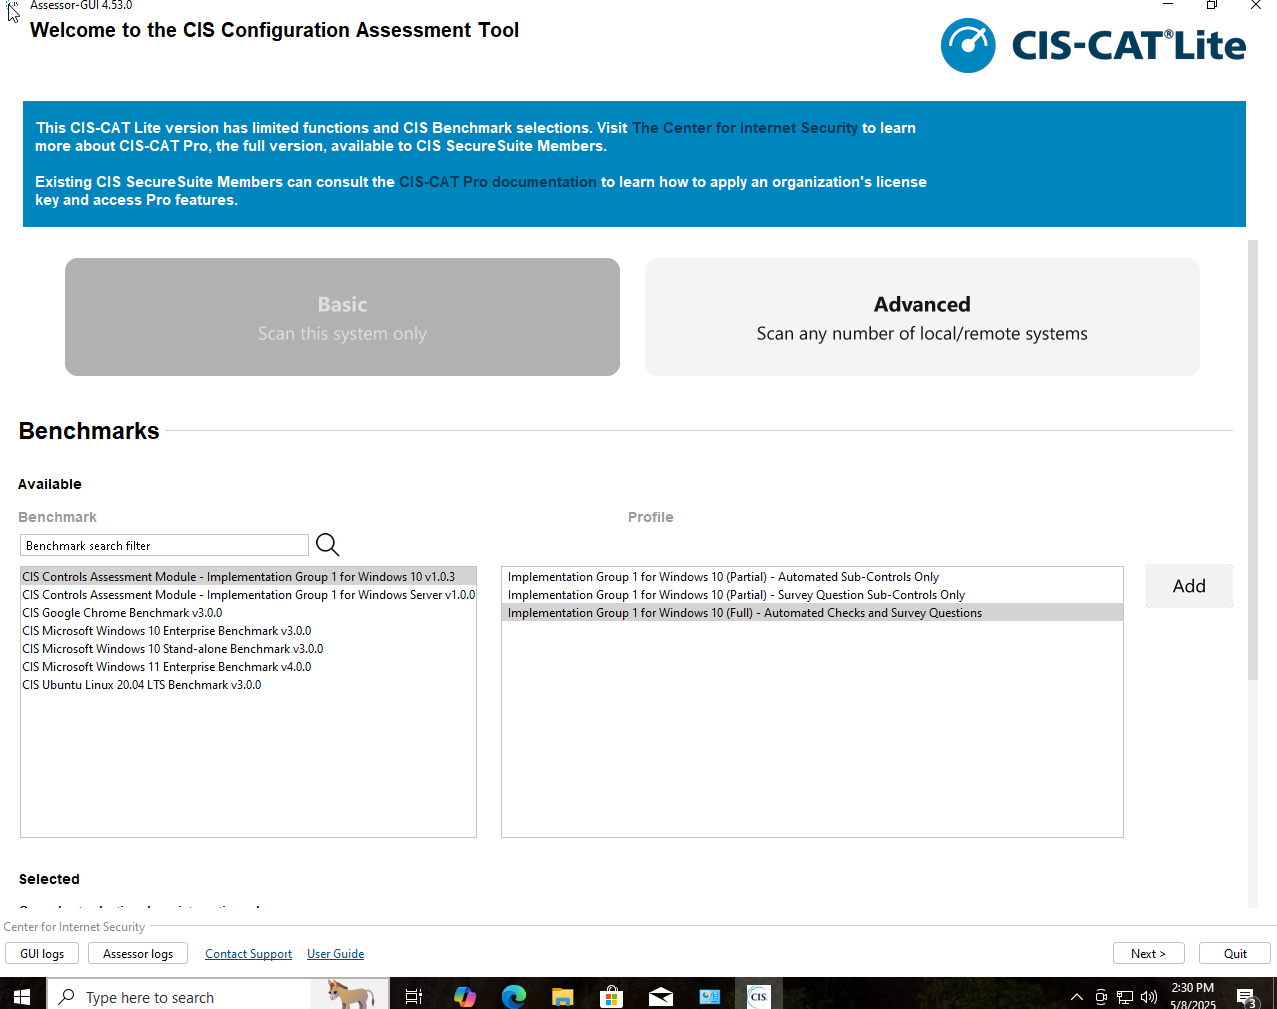 Assessor-GUI 4.53.0
Welcome to the CIS Configuration Assessment Tool
CIS-CAT®Lite
This CIS-CAT Lite version has limited functions and CIS Benchmark selections. Visit The Center for Internet Security to learn
more about CIS-CAT Pro, the full version, available to CIS SecureSuite Members.
Existing CIS SecureSuite Members can consult the CIS-CAT Pro documentation to learn how to apply an organization's license
key and access Pro features.
Basic
Scan this system only
Advanced
Scan any number of local/remote systems
Benchmarks
Available
Benchmark
Profile
Benchmark search filter
CIS Controls Assessment Module - Implementation Group 1 for Windows 10 v1.0.3
CIS Controls Assessment Module - Implementation Group 1 for Windows Server v1.0.0
CIS Google Chrome Benchmark v3.0.0
CIS Microsoft Windows 10 Enterprise Benchmark v3.0.0
CIS Microsoft Windows 10 Stand-alone Benchmark v3.0.0
CIS Microsoft Windows 11 Enterprise Benchmark v4.0.0
CIS Ubuntu Linux 20.04 LTS Benchmark v3.0.0
Implementation Group 1 for Windows 10 (Partial) - Automated Sub-Controls Only
Implementation Group 1 for Windows 10 (Partial) - Survey Question Sub-Controls Only
Implementation Group 1 for Windows 10 (Full) - Automated Checks and Survey Questions
Add
Selected
Center for Internet Security
GUI logs
Assessor logs
Contact Support
User Guide
Next >
Quit
Type here to search
CIS.
2:30 PM
5/8/2025
3